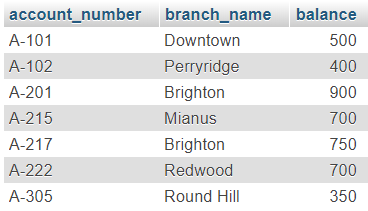 account_number branch_name balance
A-101 Downtown 500
A-102 Perryridge 400
A-201 Brighton 900
A-215 Mianus 700
A-217 Brighton 750
A-222 Redwood 700
A-305 Round Hill 350